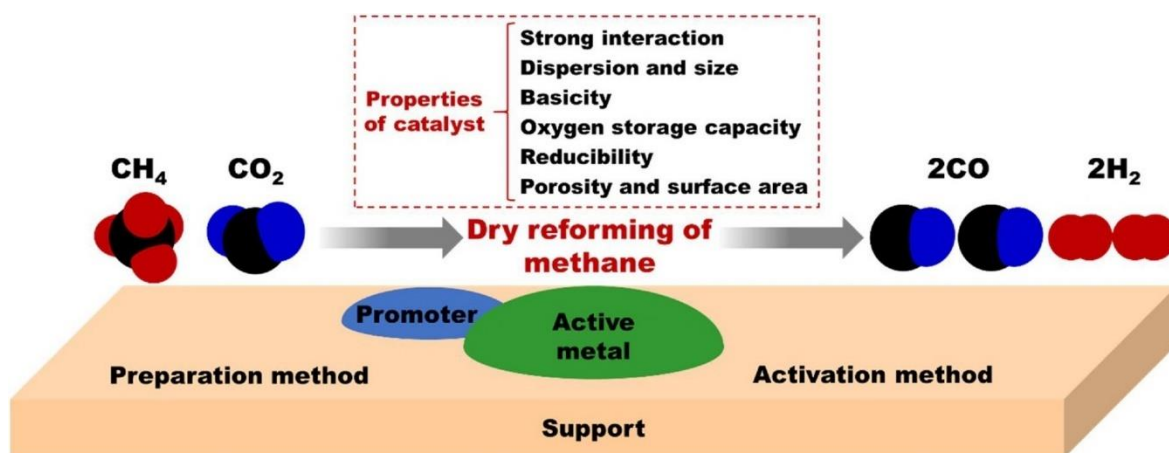 Strong interaction
Dispersion and size
Basicity
Oxygen storage capacity
Reducibility
Porosity and surface area
Properties
of catalyst
CH₄
CO₂
2CO
2H₂
Dry reforming of
methane
Promoter
Active
metal
Preparation method
Activation method
Support